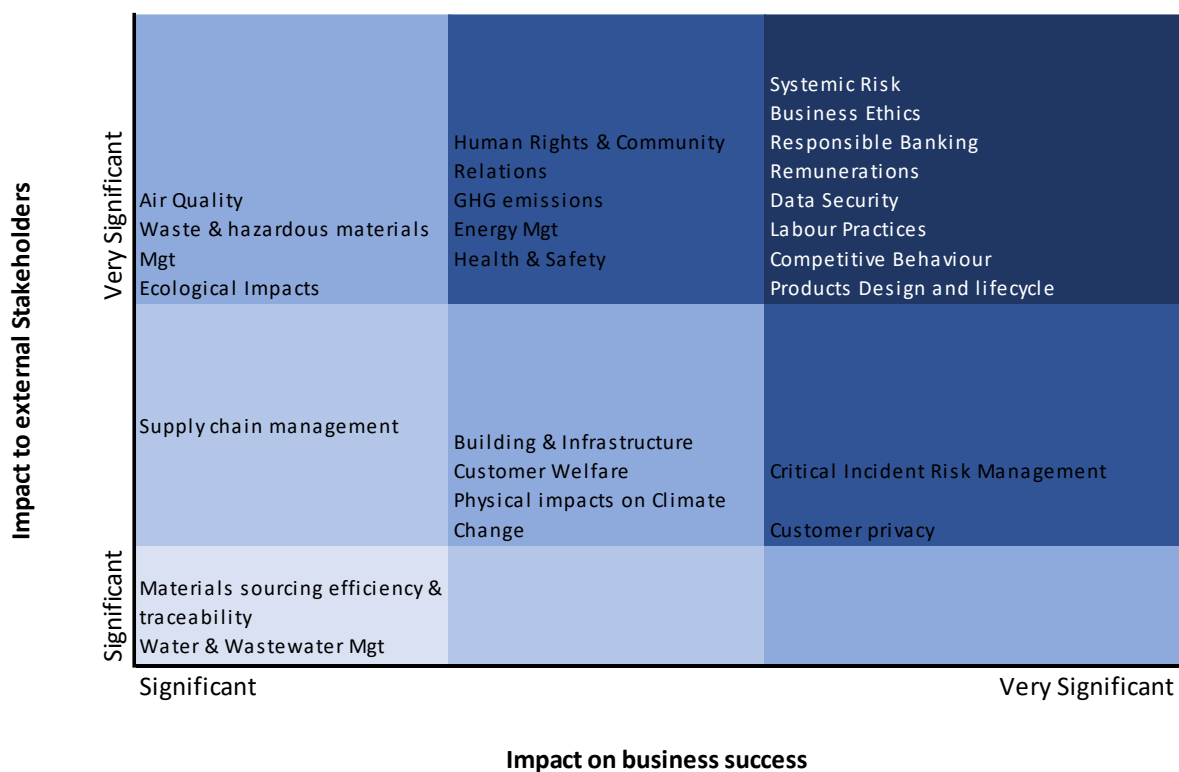 Impact to external Stakeholders
Very Significant
Significant
Air Quality
Waste & hazardous materials
Mgt
Ecological Impacts
Human Rights & Community
Relations
GHG emissions
Energy Mgt
Health & Safety
Systemic Risk
Business Ethics
Responsible Banking
Remunerations
Data Security
Labour Practices
Competitive Behaviour
Products Design and lifecycle
Supply chain management
Building & Infrastructure
Customer Welfare
Physical impacts on Climate
Change
Critical Incident Risk Management
Customer privacy
Materials sourcing efficiency &
traceability
Water & Wastewater Mgt
Significant
Very Significant
Impact on business success